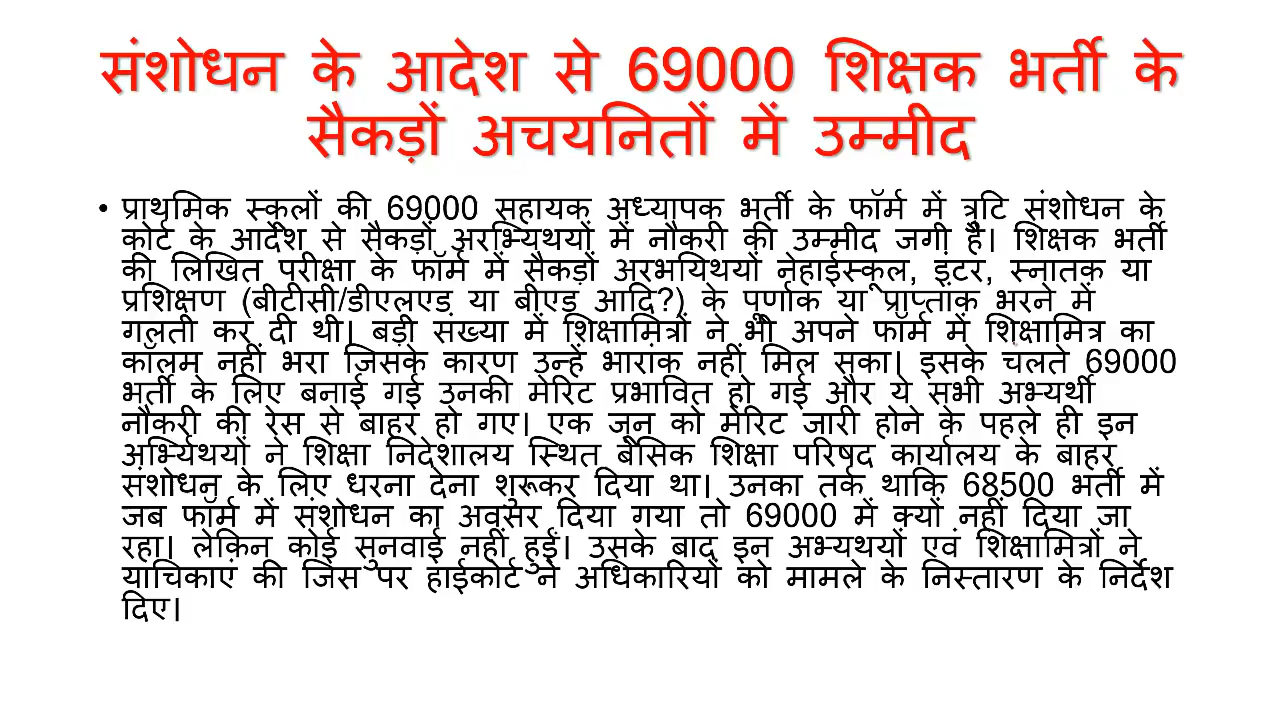 संशोधन के आदेश से 69000 शिक्षक भर्ती के
सैकड़ों अचयनितों में उम्मीद
• प्राथमिक स्कूलों की 69000 सहायक अध्यापक भर्ती के फॉर्म में त्रुटि संशोधन के
कोर्ट के आदेश से सैकड़ों अरभ्यिथयों में नौकरी की उम्मीद जगी है। शिक्षक भर्ती
की लिखित परीक्षा के फॉर्म में सैकड़ों अरभयिथयों नेहाईस्कूल, इंटर, स्नातक या
प्रशिक्षण (बीटीसी/डीएलएड या बीएड आदि?) के पूर्णांक या प्राप्तांक भरने में
गलती कर दी थी। बड़ी संख्या में शिक्षामित्रों ने भी अपने फॉर्म में शिक्षामित्र का
कॉलम नहीं भरा जिसके कारण उन्हें भारांक नहीं मिल सका। इसके चलते 69000
भर्ती के लिए बनाई गई उनकी मेरिट प्रभावित हो गई और ये सभी अभ्यर्थी
नौकरी की रेस से बाहर हो गए। एक जून को मेरिट जारी होने के पहले ही इन
अभ्यिर्थयों ने शिक्षा निदेशालय स्थित बेसिक शिक्षा परिषद कार्यालय के बाहर
संशोधन के लिए धरना देना शुरूकर दिया था। उनका तर्क थाकि 68500 भर्ती में
जब फॉर्म में संशोधन का अवसर दिया गया तो 69000 में क्यों नहीं दिया जा
रहा। लेकिन कोई सुनवाई नहीं हुई। उसके बाद इन अभ्यथयों एवं शिक्षामित्रों ने
याचिकाएं की जिस पर हाईकोर्ट ने अधिकारियों को मामले के निस्तारण के निर्देश
दिए।